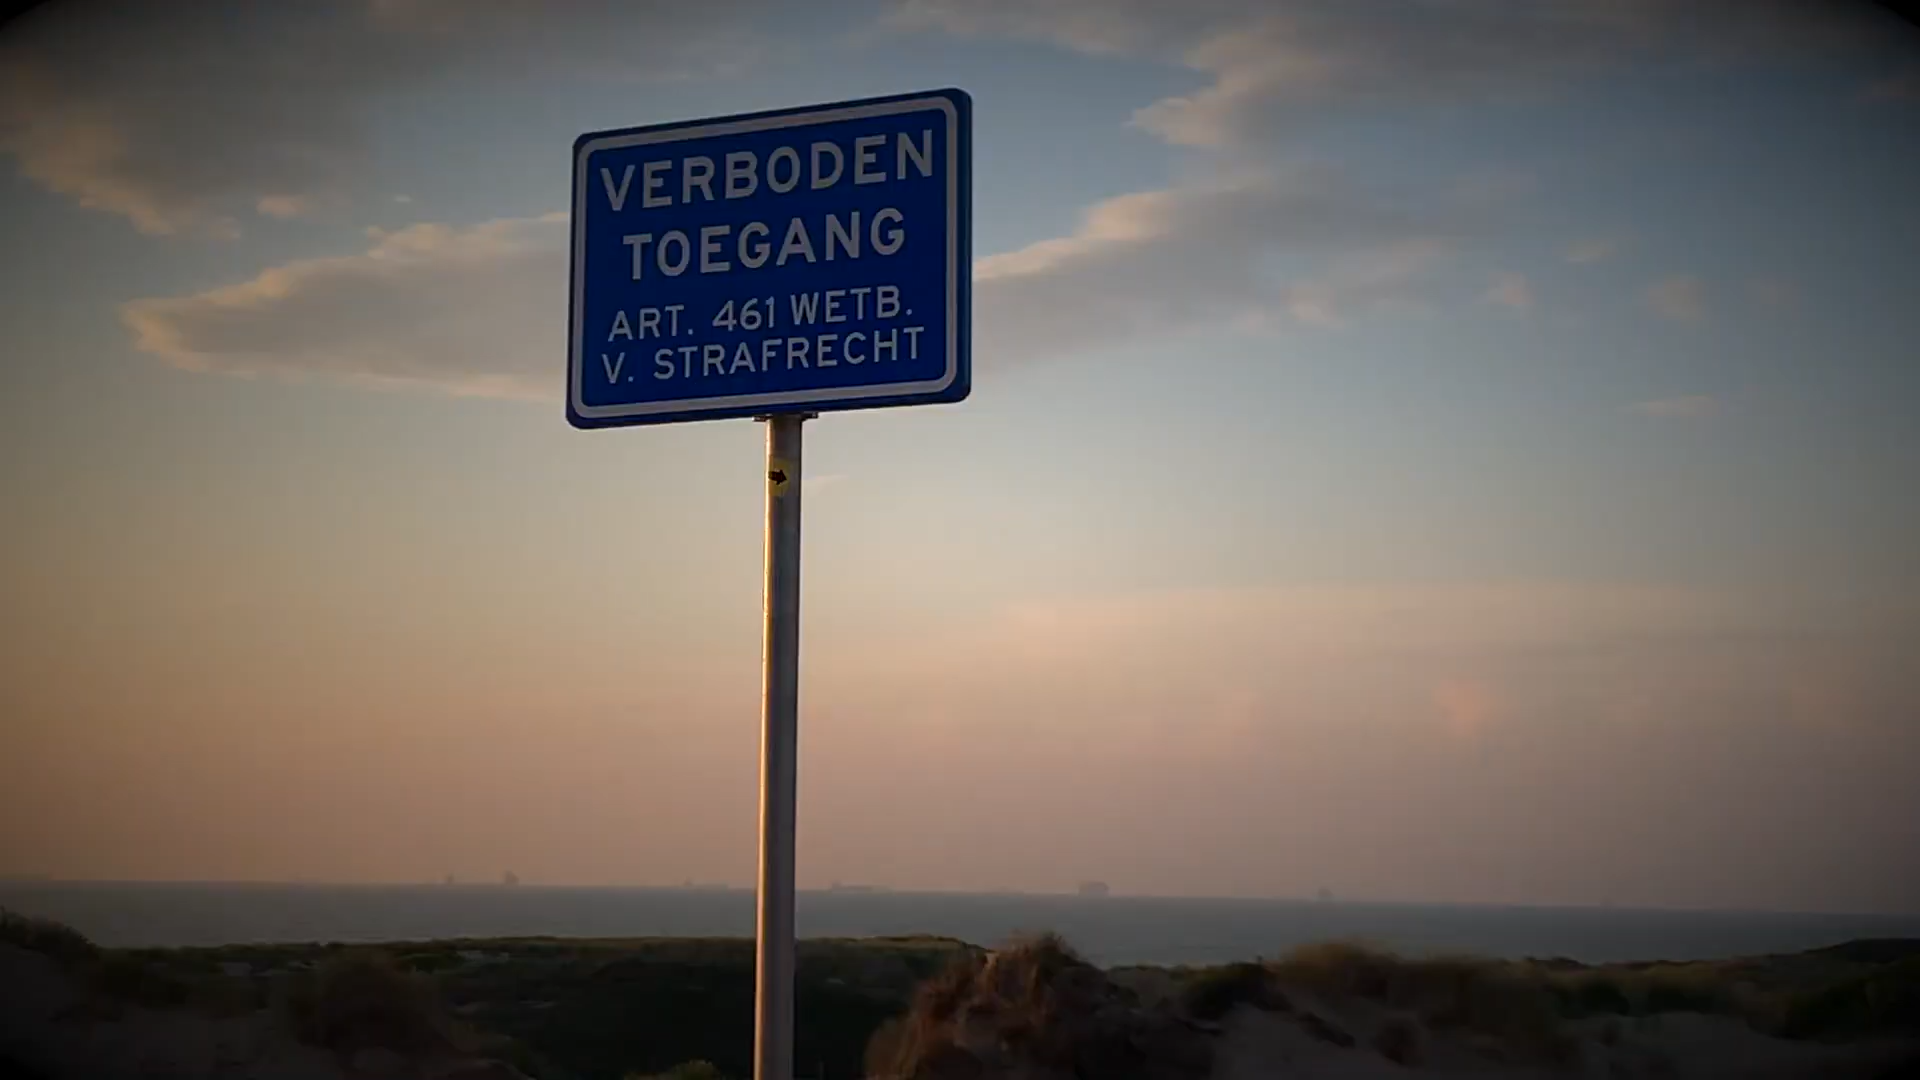 VERBODEN
TOEGANG
ART. 461 WETB.
V. STRAFRECHT